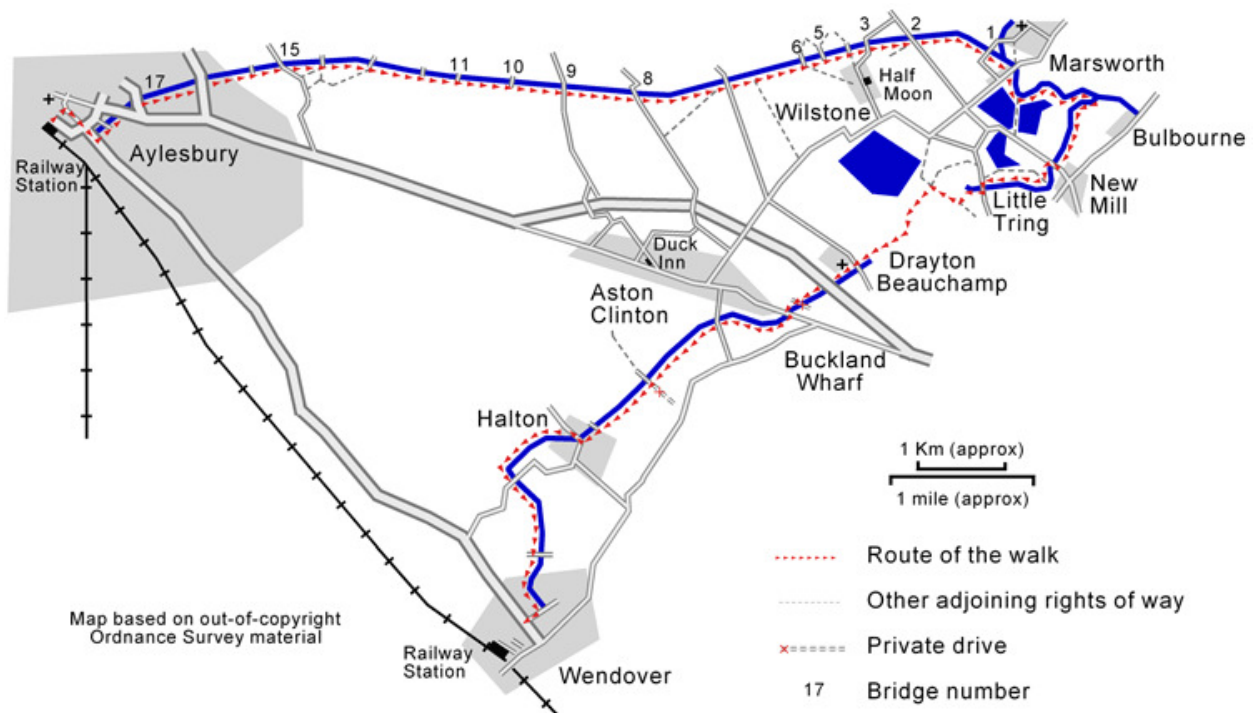 15
17
11
10
9
8
6
5
3
2
1
Marsworth
Half
Moon
Wilstone
Bulbourne
Aylesbury
Railway
Station
New
Mill
Little
Tring
Duck
Inn
Drayton
Beauchamp
Aston
Clinton
Buckland
Wharf
Halton
1 Km (approx)
1 mile (approx)
Route of the walk
Other adjoining rights of way
Private drive
17 Bridge number
Map based on out-of-copyright
Ordnance Survey material
Railway
Station
Wendover